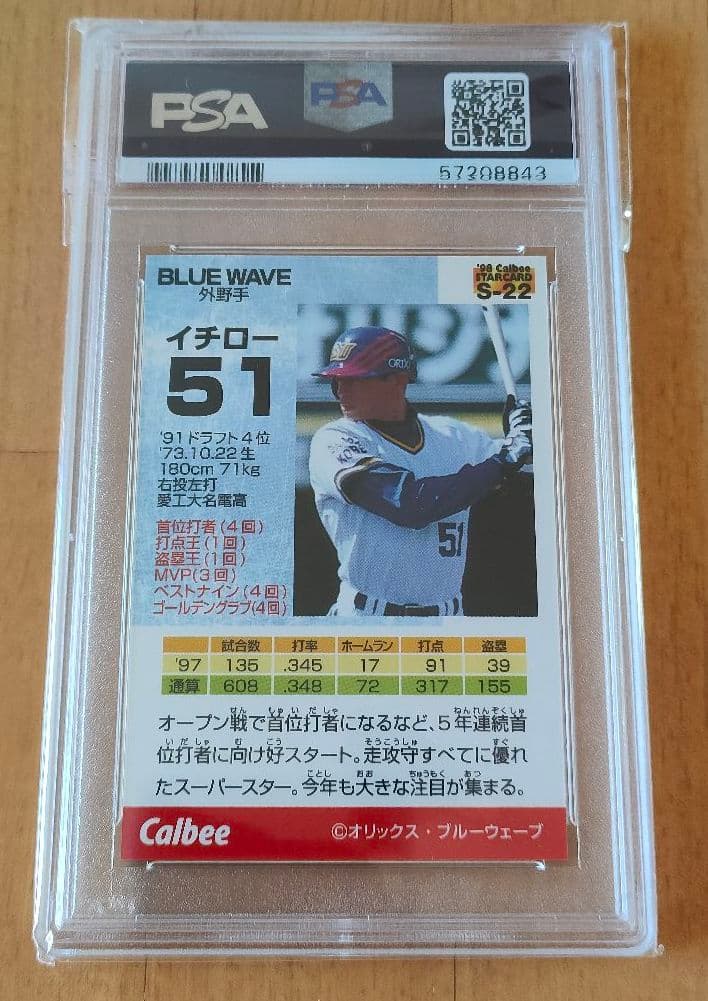 PSA
PSA
57208843
BLUE WAVE
外野手
'98 Calbee
STARCARD
S-22
イチロー
51
'91ドラフト4位
'73.10.22生
180cm 71kg
右投左打
愛工大名電高
首位打者(4回)
打点王(1回)
盗塁王(1回)
MVP(3回)
ベストナイン(4回)
ゴールデングラブ(4回)
KOBE
51
試合数 打率 ホームラン 打点 盗塁
'97 135 .345 17 91 39
通算 608 .348 72 317 155
オープン戦で首位打者になるなど、5年連続首
位打者に向け好スタート。走攻守すべてに優れ
たスーパースター。今年も大きな注目が集まる。
Calbee
©オリックス・ブルーウェーブ